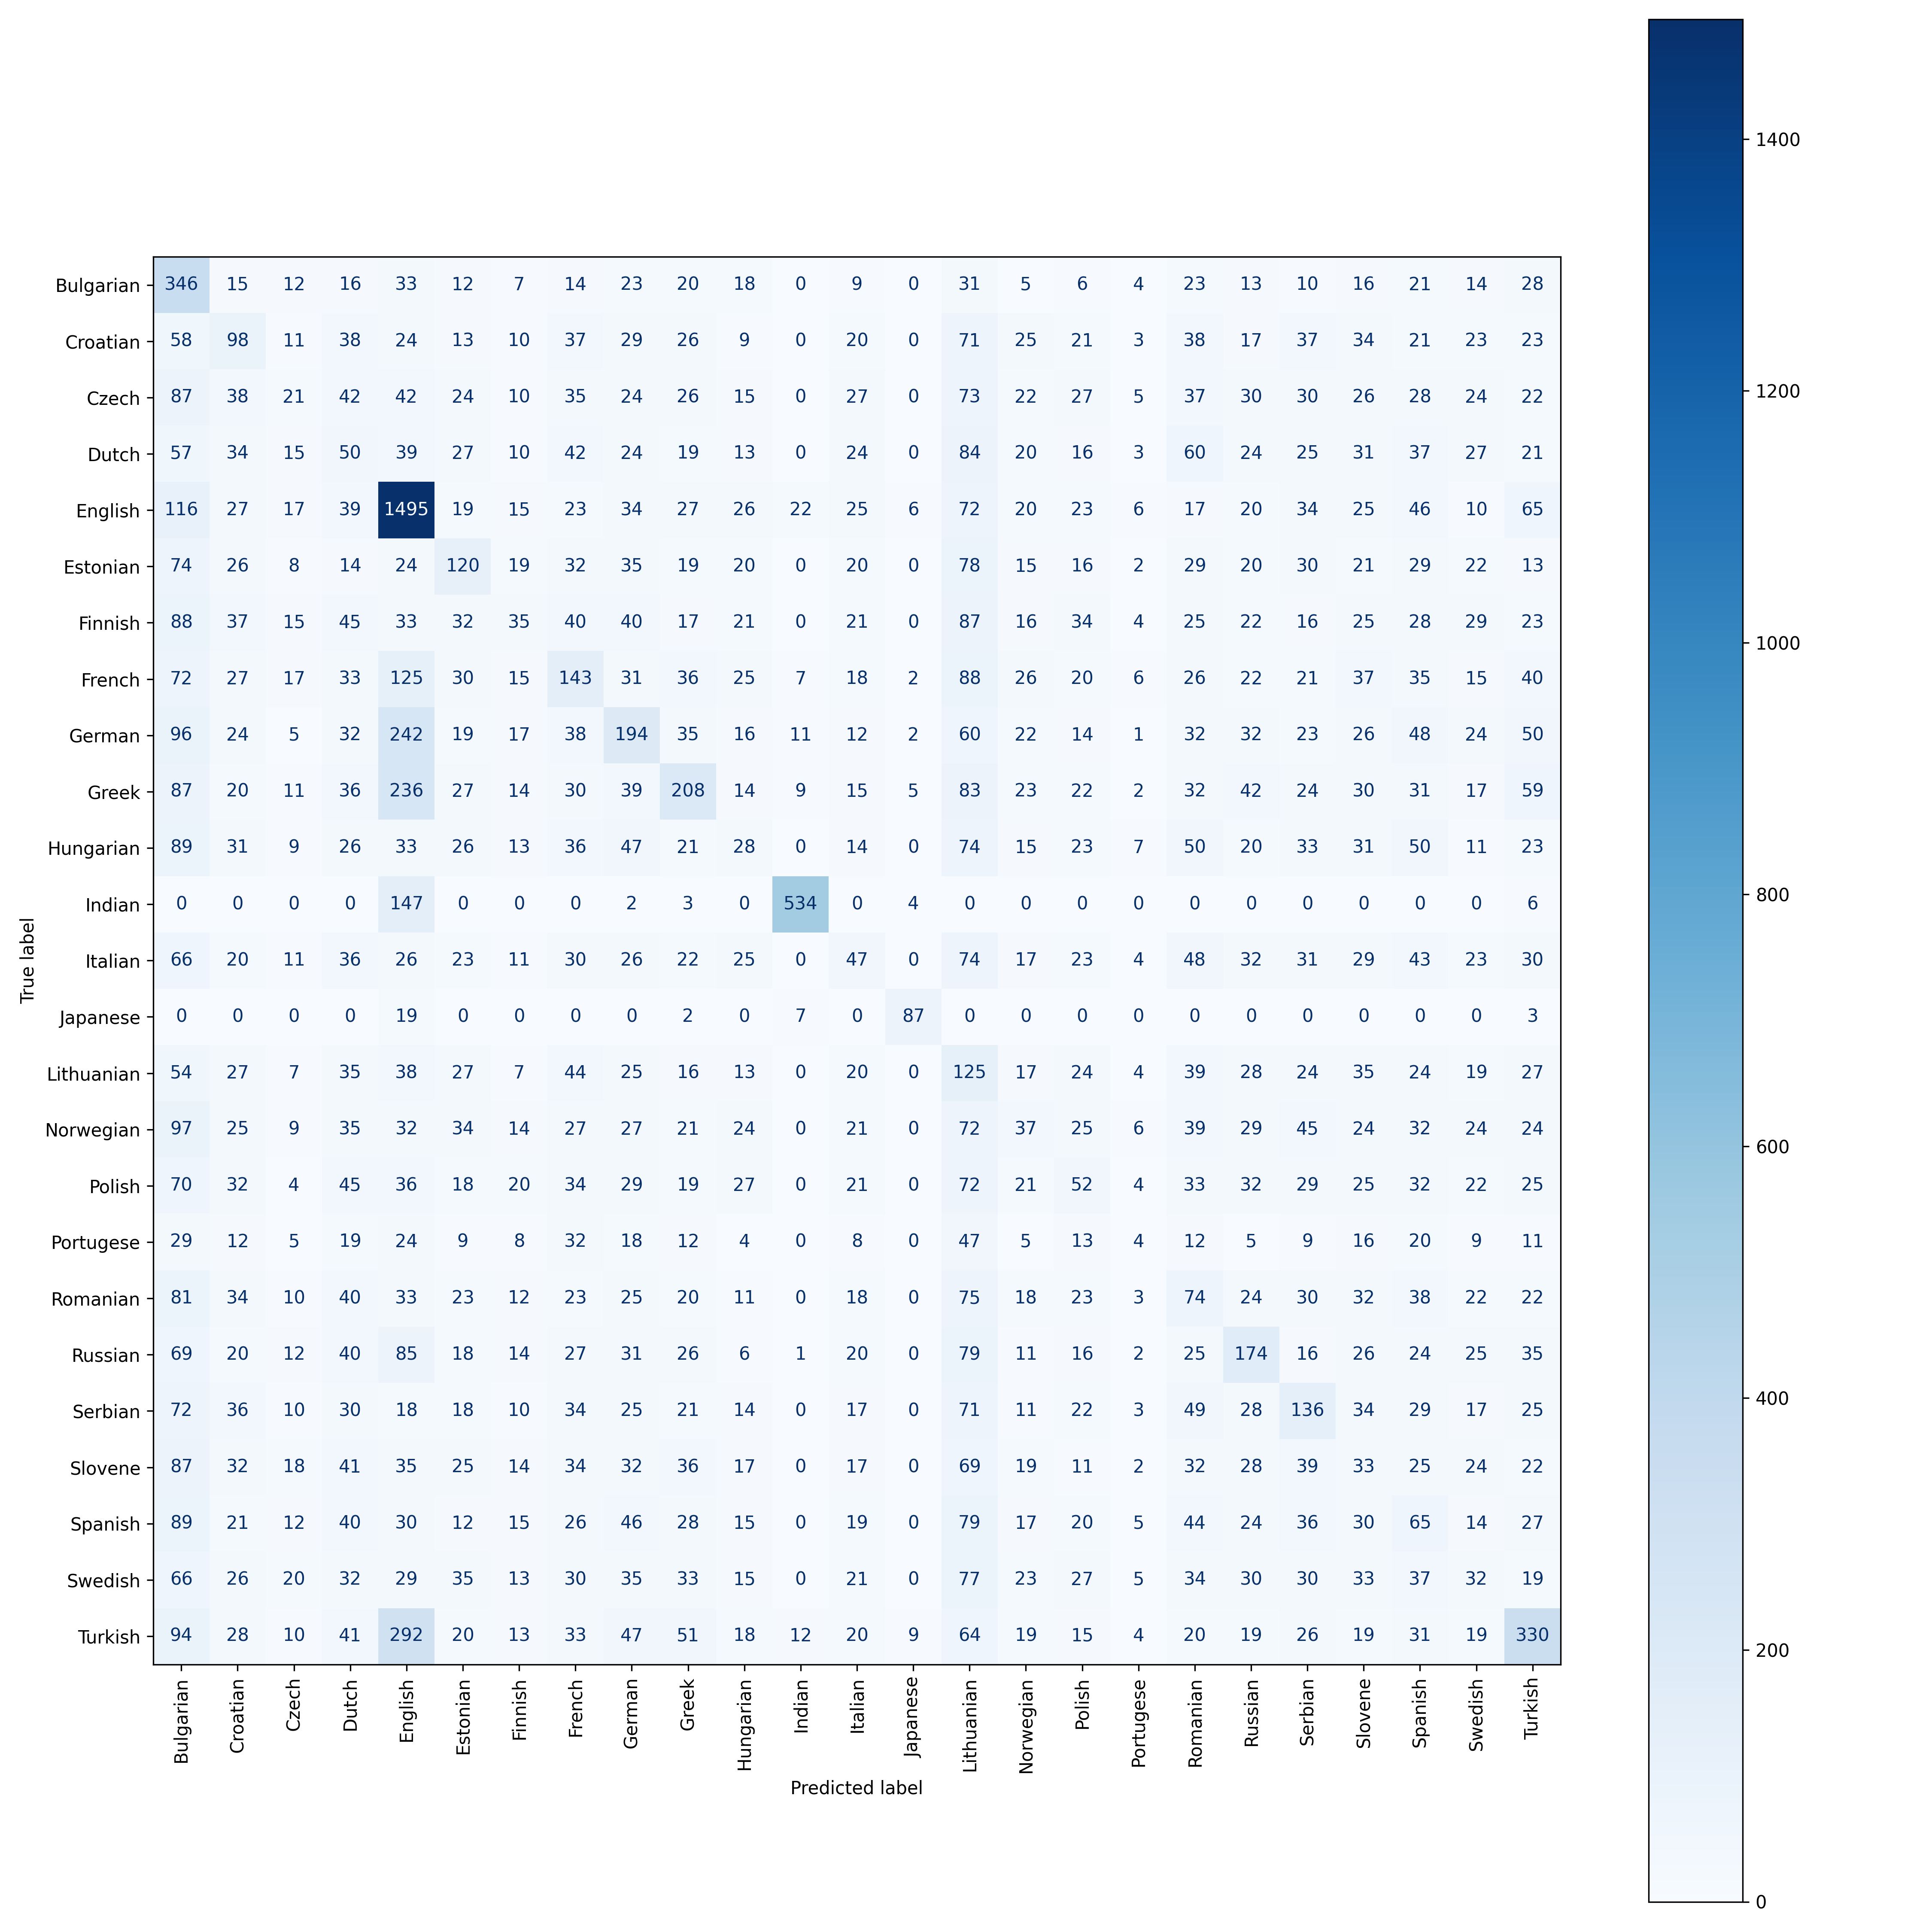 Bulgarian 346 15 12 16 33 12 7 14 23 20 18 0 9 0 31 5 6 4 23 13 10 16 21 14 28
Croatian 58 98 11 38 24 13 10 37 29 26 9 0 20 0 71 25 21 3 38 17 37 34 21 23 23
Czech 87 38 21 42 42 24 10 35 24 26 15 0 27 0 73 22 27 5 37 30 30 26 28 24 22
Dutch 57 34 15 50 39 27 10 42 24 19 13 0 24 0 84 20 16 3 60 24 25 31 37 27 21
English 116 27 17 39 1495 19 15 23 34 27 26 22 25 6 72 20 23 6 17 20 34 25 46 10 65
Estonian 74 26 8 14 24 120 19 32 35 19 20 0 20 0 78 15 16 2 29 20 30 21 29 22 13
Finnish 88 37 15 45 33 32 35 40 40 17 21 0 21 0 87 16 34 4 25 22 16 25 28 29 23
French 72 27 17 33 125 30 15 143 31 36 25 7 18 2 88 26 20 6 26 22 21 37 35 15 40
German 96 24 5 32 242 19 17 38 194 35 16 11 12 2 60 22 14 1 32 32 23 26 48 24 50
Greek 87 20 11 36 236 27 14 30 39 208 14 9 15 5 83 23 22 2 32 42 24 30 31 17 59
Hungarian 89 31 9 26 33 26 13 36 47 21 28 0 14 0 74 15 23 7 50 20 33 31 50 11 23
Indian 0 0 0 0 147 0 0 0 2 3 0 534 0 4 0 0 0 0 0 0 0 0 0 0 6
Italian 66 20 11 36 26 23 11 30 26 22 25 0 47 0 74 17 23 4 48 32 31 29 43 23 30
Japanese 0 0 0 0 19 0 0 0 0 2 0 7 0 87 0 0 0 0 0 0 0 0 0 0 3
Lithuanian 54 27 7 35 38 27 7 44 25 16 13 0 20 0 125 17 24 4 39 28 24 35 24 19 27
Norwegian 97 25 9 35 32 34 14 27 27 21 24 0 21 0 72 37 25 6 39 29 45 24 32 24 24
Polish 70 32 4 45 36 18 20 34 29 19 27 0 21 0 72 21 52 4 33 32 29 25 32 22 25
Portugese 29 12 5 19 24 9 8 32 18 12 4 0 8 0 47 5 13 4 12 5 9 16 20 9 11
Romanian 81 34 10 40 33 23 12 23 25 20 11 0 18 0 75 18 23 3 74 24 30 32 38 22 22
Russian 69 20 12 40 85 18 14 27 31 26 6 1 20 0 79 11 16 2 25 174 16 26 24 25 35
Serbian 72 36 10 30 18 18 10 34 25 21 14 0 17 0 71 11 22 3 49 28 136 34 29 17 25
Slovene 87 32 18 41 35 25 14 34 32 36 17 0 17 0 69 19 11 2 32 28 39 33 25 24 22
Spanish 89 21 12 40 30 12 15 26 46 28 15 0 19 0 79 17 20 5 44 24 36 30 65 14 27
Swedish 66 26 20 32 29 35 13 30 35 33 15 0 21 0 77 23 27 5 34 30 30 33 37 32 19
Turkish 94 28 10 41 292 20 13 33 47 51 18 12 20 9 64 19 15 4 20 19 26 19 31 19 330
True label
Bulgarian Croatian Czech Dutch English Estonian Finnish French German Greek Hungarian Indian Italian Japanese Lithuanian Norwegian Polish Portugese Romanian Russian Serbian Slovene Spanish Swedish Turkish
Predicted label
1400
1200
1000
800
600
400
200
0